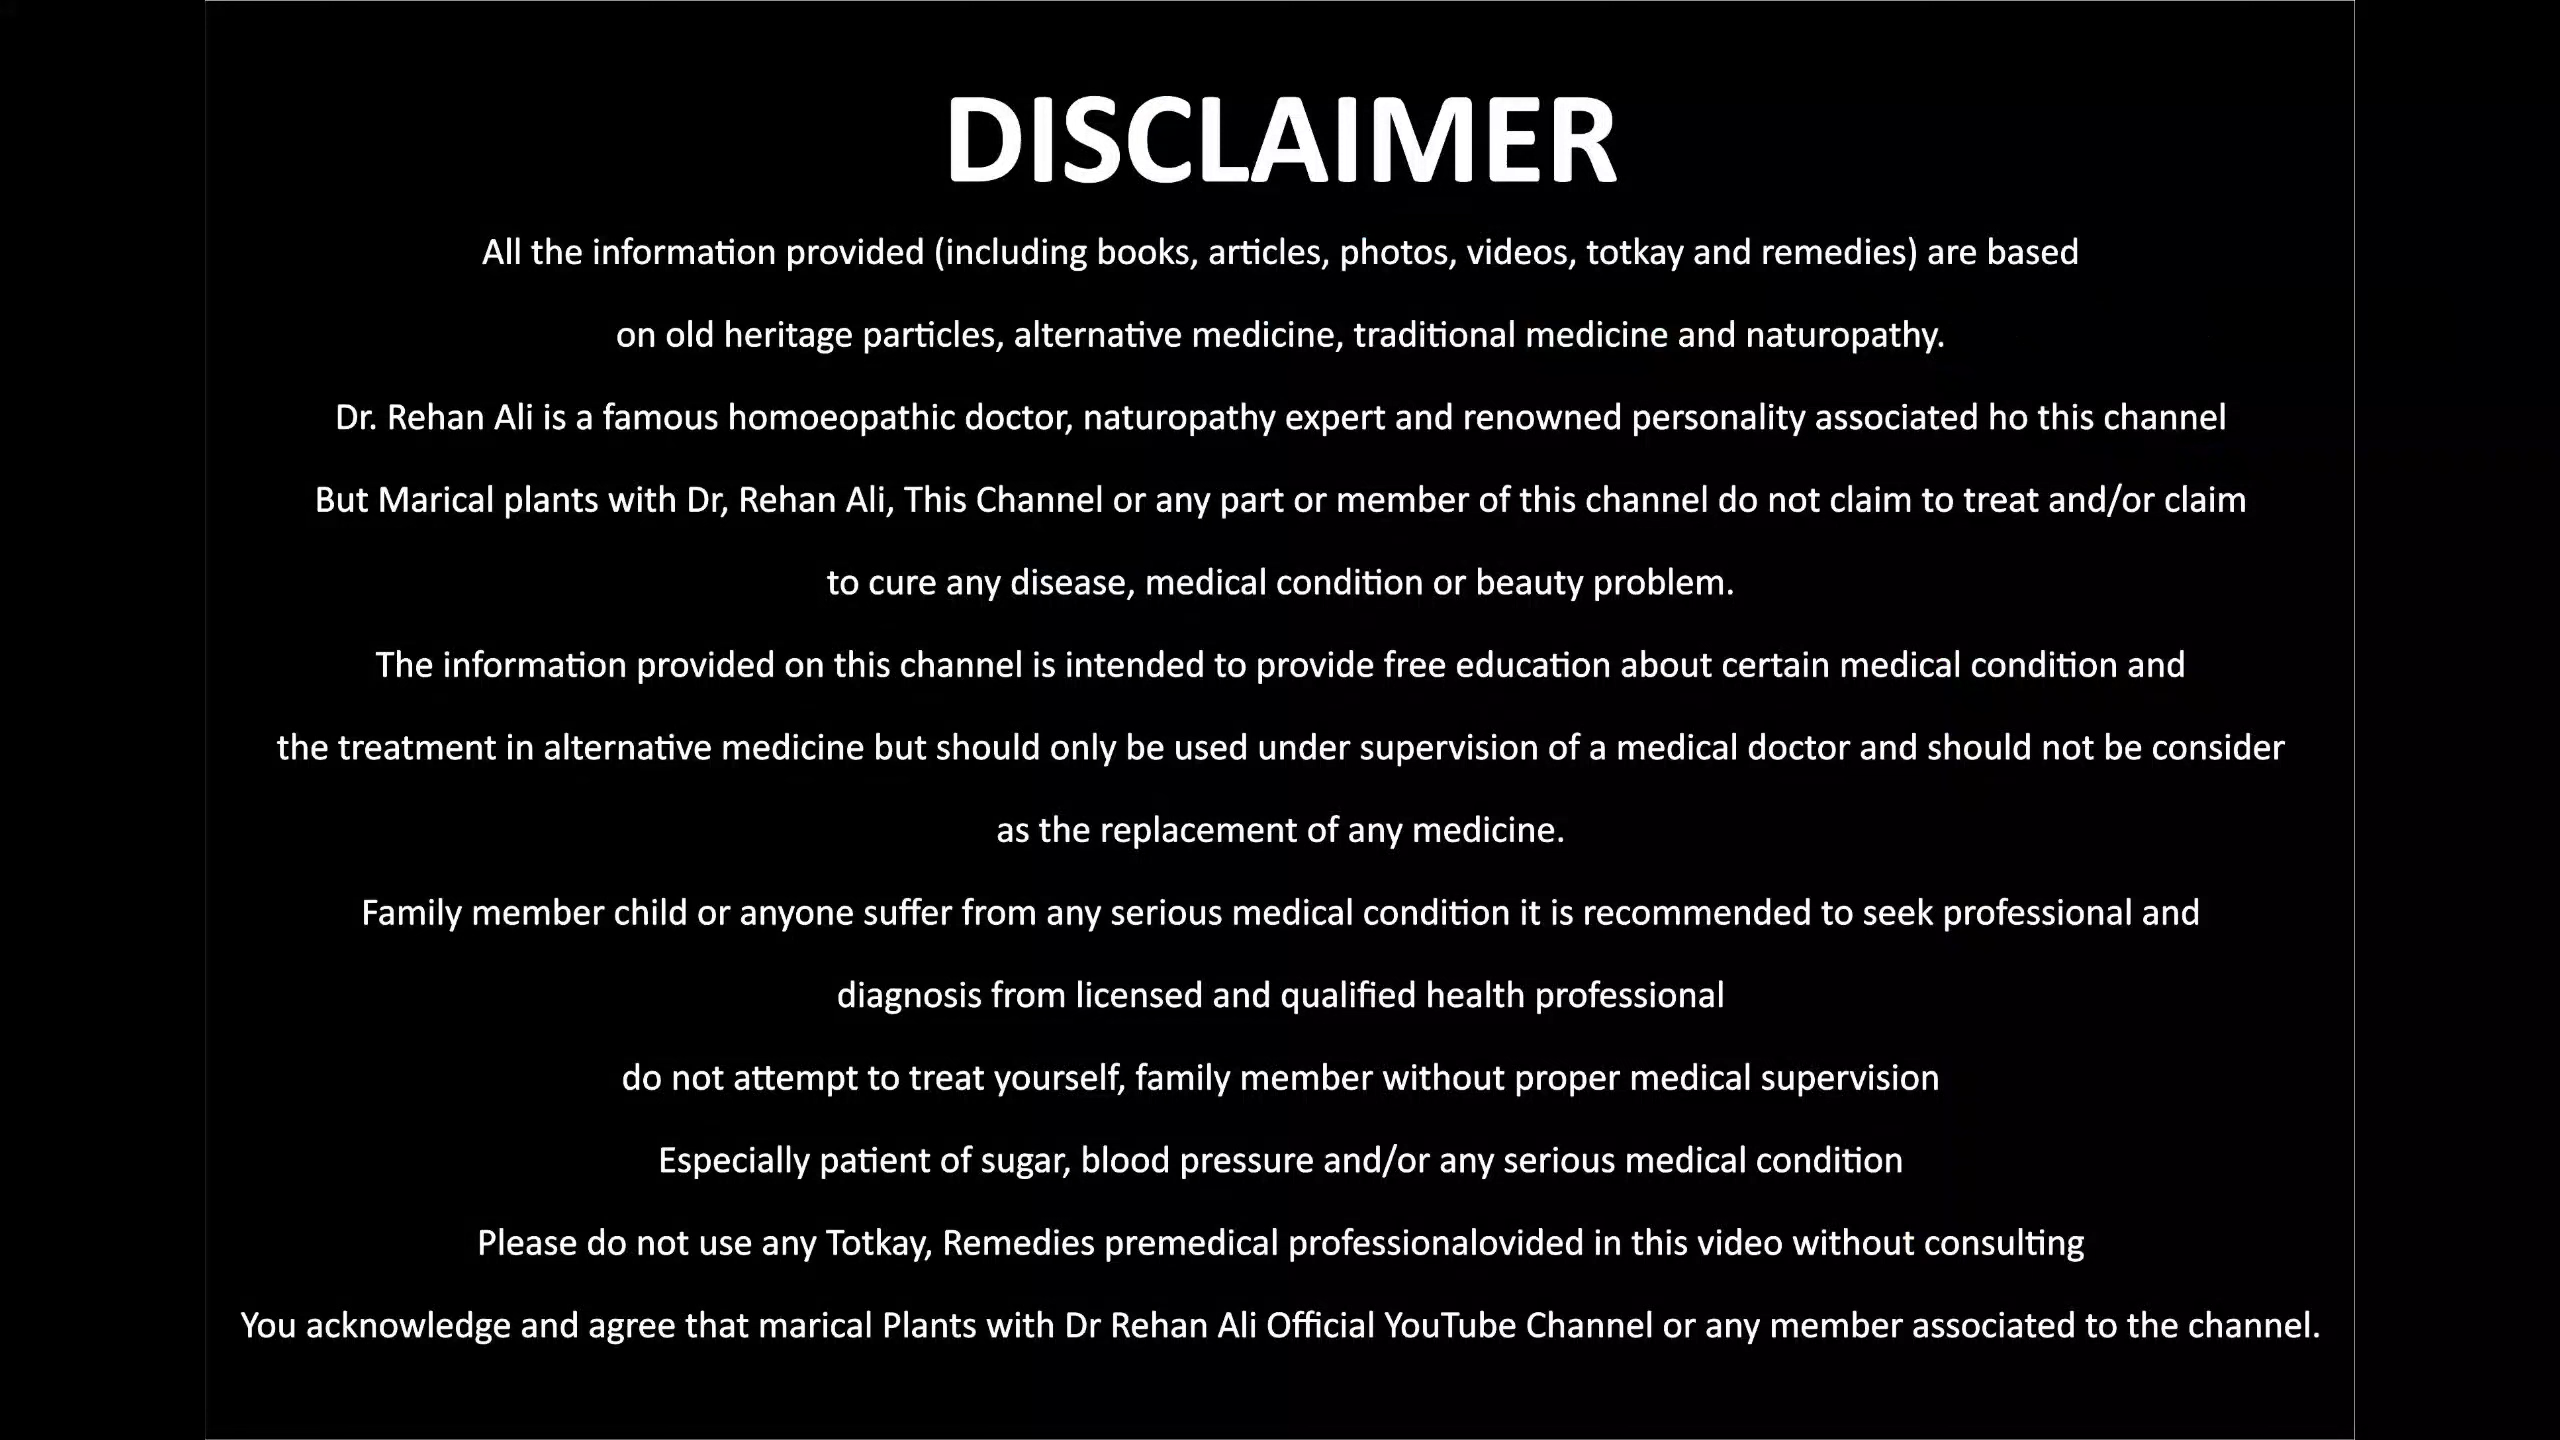 DISCLAIMER
All the information provided (including books, articles, photos, videos, totkay and remedies) are based
on old heritage particles, alternative medicine, traditional medicine and naturopathy.
Dr. Rehan Ali is a famous homoeopathic doctor, naturopathy expert and renowned personality associated ho this channel
But Marical plants with Dr, Rehan Ali, This Channel or any part or member of this channel do not claim to treat and/or claim
to cure any disease, medical condition or beauty problem.
The information provided on this channel is intended to provide free education about certain medical condition and
the treatment in alternative medicine but should only be used under supervision of a medical doctor and should not be consider
as the replacement of any medicine.
Family member child or anyone suffer from any serious medical condition it is recommended to seek professional and
diagnosis from licensed and qualified health professional
do not attempt to treat yourself, family member without proper medical supervision
Especially patient of sugar, blood pressure and/or any serious medical condition
Please do not use any Totkay, Remedies premedical professionalovided in this video without consulting
You acknowledge and agree that marical Plants with Dr Rehan Ali Official YouTube Channel or any member associated to the channel.